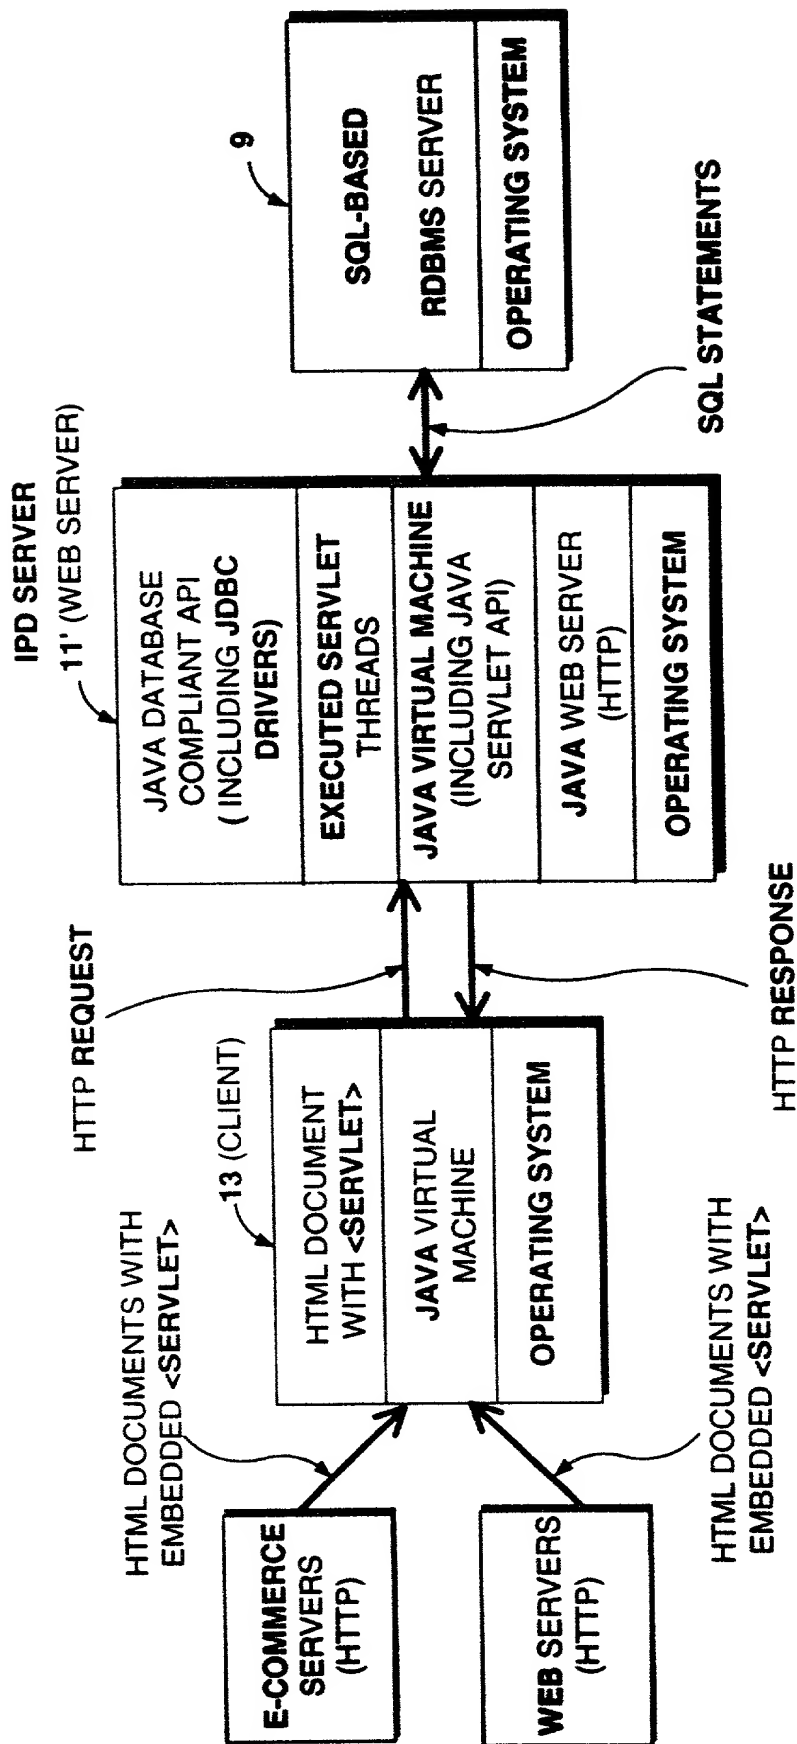 E-COMMERCE
SERVERS
(HTTP)
WEB SERVERS
(HTTP)
HTML DOCUMENTS WITH
EMBEDDED <SERVLET>
HTML DOCUMENTS WITH
EMBEDDED <SERVLET>
13 (CLIENT)
HTML DOCUMENT
WITH <SERVLET>
JAVA VIRTUAL
MACHINE
OPERATING SYSTEM
HTTP REQUEST
HTTP RESPONSE
IPD SERVER
11' (WEB SERVER)
JAVA DATABASE
COMPLIANT API
( INCLUDING JDBC
DRIVERS)
EXECUTED SERVLET
THREADS
JAVA VIRTUAL MACHINE
(INCLUDING JAVA
SERVLET API)
JAVA WEB SERVER
(HTTP)
OPERATING SYSTEM
SQL STATEMENTS
9
SQL-BASED
RDBMS SERVER
OPERATING SYSTEM